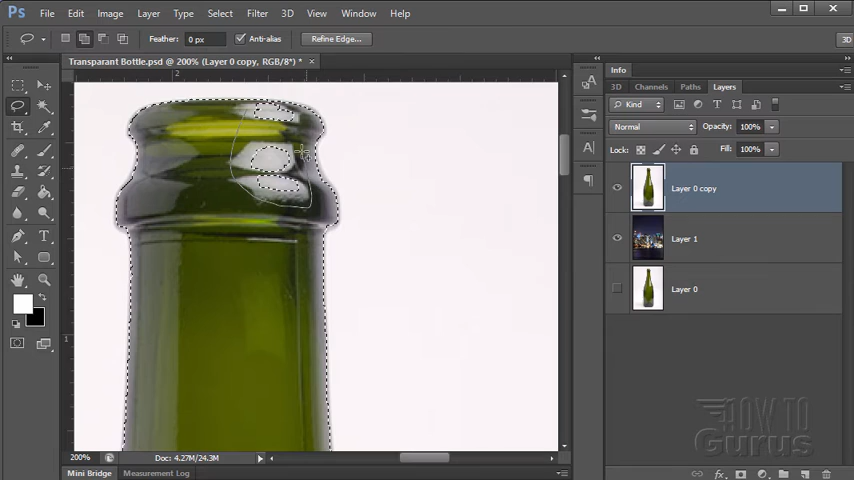 Ps File Edit Image Layer Type Select Filter 3D View Window Help
Feather: 0 px Anti-alias Refine Edge... 3D
Transparant Bottle.psd @ 200% (Layer 0 copy, RGB/8*) * ×
Info
3D Channels Paths Layers
Kind
Normal Opacity: 100%
Lock: Fill: 100%
Layer 0 copy
Layer 1
Layer 0
2
1
HOW TO
Gurus
200% Doc: 4.27M/24.3M
Mini Bridge Measurement Log